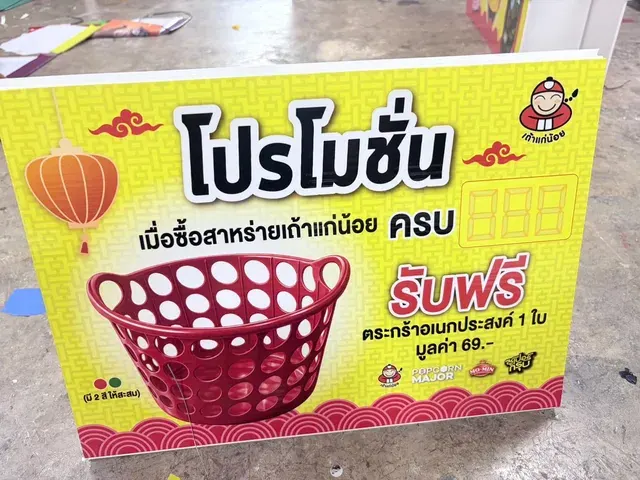 โปรโมชั่น
เถ้าแก่น้อย
เมื่อซื้อสาหร่ายเถ้าแก่น้อย ครบ
รับฟรี
ตระกร้าอเนกประสงค์ 1 ใบ
มูลค่า 69.-
(มี 2 สี ให้สะสม)
POPCORN
MAJOR